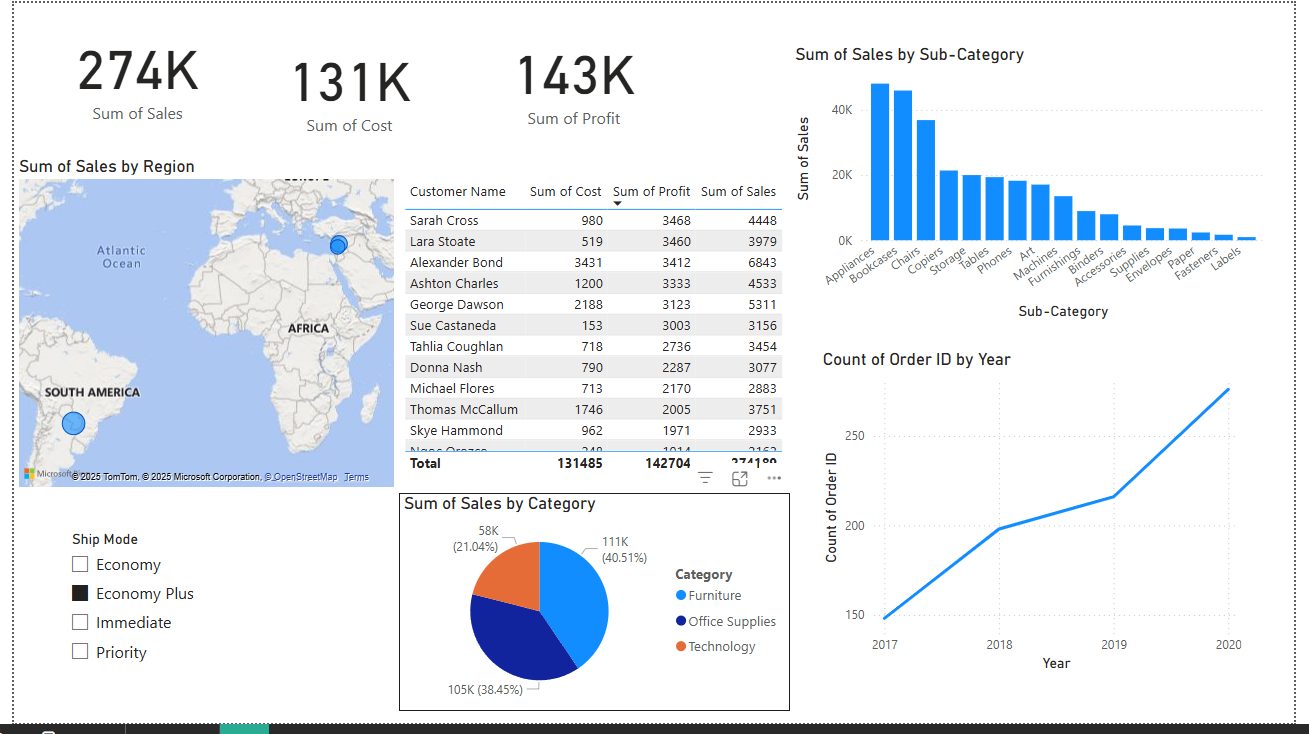 274K
Sum of Sales
131K
Sum of Cost
143K
Sum of Profit
Sum of Sales by Region
Atlantic
Ocean
AFRICA
SOUTH AMERICA
Microsoft
© 2025 TomTom, © 2025 Microsoft Corporation, © OpenStreetMap Terms
Customer Name Sum of Cost Sum of Profit Sum of Sales
Sarah Cross 980 3468 4448
Lara Stoate 519 3460 3979
Alexander Bond 3431 3412 6843
Ashton Charles 1200 3333 4533
George Dawson 2188 3123 5311
Sue Castaneda 153 3003 3156
Tahlia Coughlan 718 2736 3454
Donna Nash 790 2287 3077
Michael Flores 713 2170 2883
Thomas McCallum 1746 2005 3751
Skye Hammond 962 1971 2933
Total 131485 142704 274189
Ship Mode
Economy
Economy Plus
Immediate
Priority
Sum of Sales by Category
58K
(21.04%)
111K
(40.51%)
105K (38.45%)
Category
Furniture
Office Supplies
Technology
Sum of Sales by Sub-Category
Sum of Sales
40K
20K
0K
Appliances
Bookcases
Chairs
Copiers
Storage
Tables
Phones
Art
Machines
Furnishings
Binders
Accessories
Supplies
Envelopes
Paper
Fasteners
Labels
Sub-Category
Count of Order ID by Year
Count of Order ID
250
200
150
2017 2018 2019 2020
Year